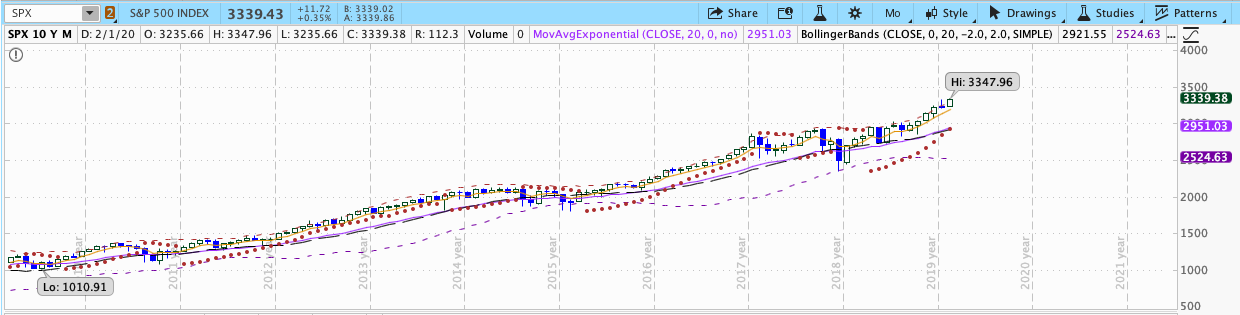 SPX 2 S&P 500 INDEX 3339.43 +11.72 B: 3339.02
+0.35% A: 3339.86
Share Mo Style Drawings Studies Patterns
SPX 10 Y M D: 2/1/20 O: 3235.66 H: 3347.96 L: 3235.66 C: 3339.38 R: 112.3 Volume 0 MovAvgExponential (CLOSE, 20, 0, no) 2951.03 BollingerBands (CLOSE, 0, 20, -2.0, 2.0, SIMPLE) 2921.55 2524.63 ...
4000
Hi: 3347.96
3500
3339.38
2951.03
2524.63
2000
1500
1000
500
Lo: 1010.91
2011 year
2012 year
2013 year
2014 year
2015 year
2016 year
2017 year
2018 year
2019 year
2020 year
2021 year